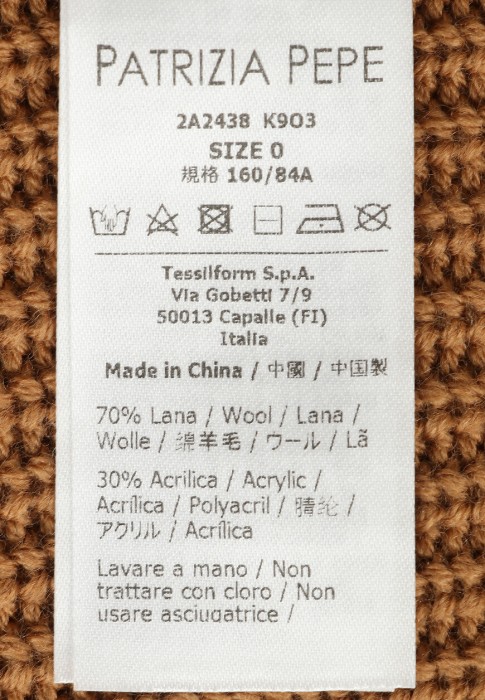 PATRIZIA PEPE
2A2438 K9O3
SIZE 0
規格 160/84A
Tessilform S.p.A.
Via Gobetti 7/9
50013 Capalle (FI)
Italia
Made in China / 中國 / 中国製
70% Lana / Wool / Lana /
Wolle / 绵羊毛 / ウール / Lã
30% Acrilica / Acrylic /
Acrílica / Polyacril / 腈纶 /
アクリル / Acrílica
Lavare a mano / Non
trattare con cloro / Non
usare asciugatrice /